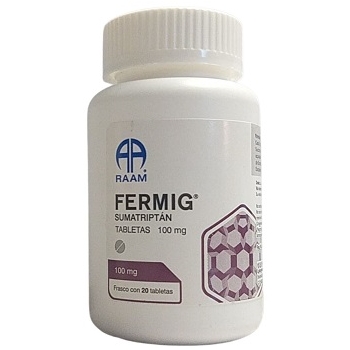 RAAM
FERMIG®
SUMATRIPTÁN
TABLETAS 100 mg
100 mg
Frasco con 20 tabletas